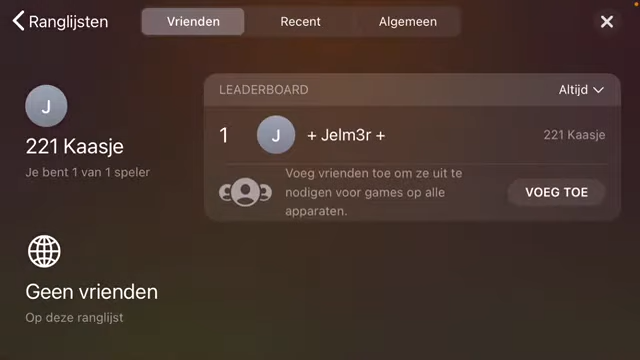 Ranglijsten
Vrienden
Recent
Algemeen
J
221 Kaasje
Je bent 1 van 1 speler
LEADERBOARD
Altijd
1
J
+ Jelm3r +
221 Kaasje
Voeg vrienden toe om ze uit te
nodigen voor games op alle
apparaten.
VOEG TOE
Geen vrienden
Op deze ranglijst